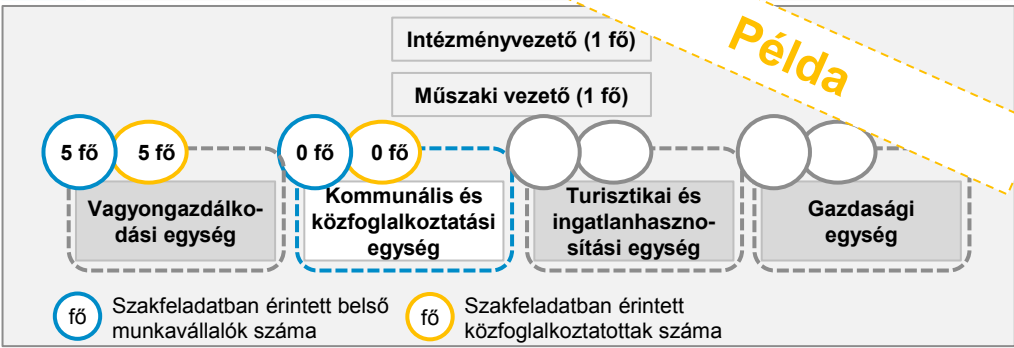 Példa
Intézményvezető (1 fő)
Műszaki vezető (1 fő)
5 fő
5 fő
0 fő
0 fő
Vagyongazdálko-
dási egység
Kommunális és
közfoglalkoztatási
egység
Turisztikai és
ingatlanhaszno-
sítási egység
Gazdasági
egység
fő
Szakfeladatban érintett belső
munkavállalók száma
fő
Szakfeladatban érintett
közfoglalkoztatottak száma